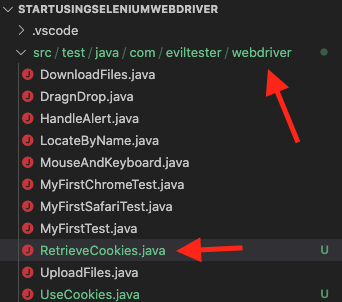 STARTUSINGSELENIUMWEBDRIVER
.vscode
src / test / java / com / eviltester / webdriver
J DownloadFiles.java
J DragnDrop.java
J HandleAlert.java
J LocateByName.java
J MouseAndKeyboard.java
J MyFirstChromeTest.java
J MyFirstSafariTest.java
J MyFirstTest.java
J RetrieveCookies.java U
J UploadFiles.java
J UseCookies.java U